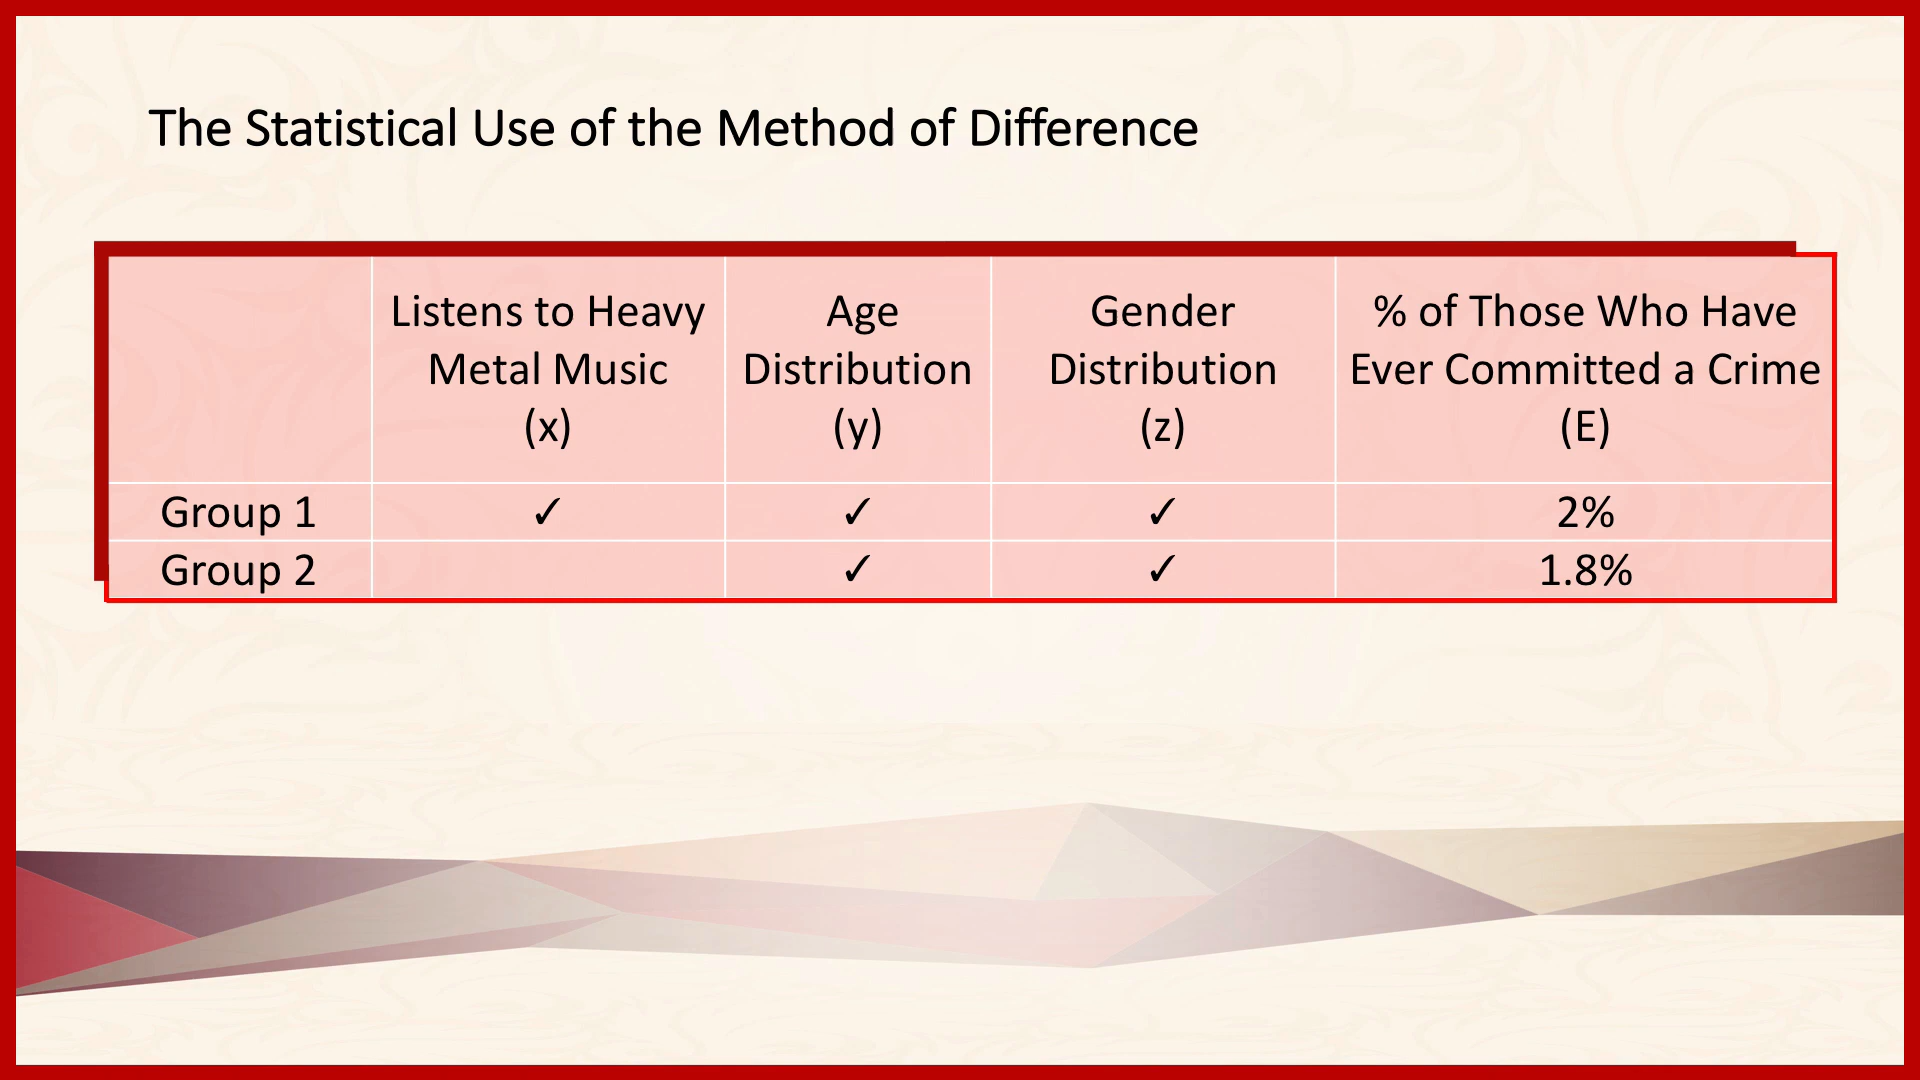 The Statistical Use of the Method of Difference
Listens to Heavy
Metal Music
(x)
Age
Distribution
(y)
Gender
Distribution
(z)
% of Those Who Have
Ever Committed a Crime
(E)
Group 1 ✓ ✓ ✓ 2%
Group 2 ✓ ✓ 1.8%